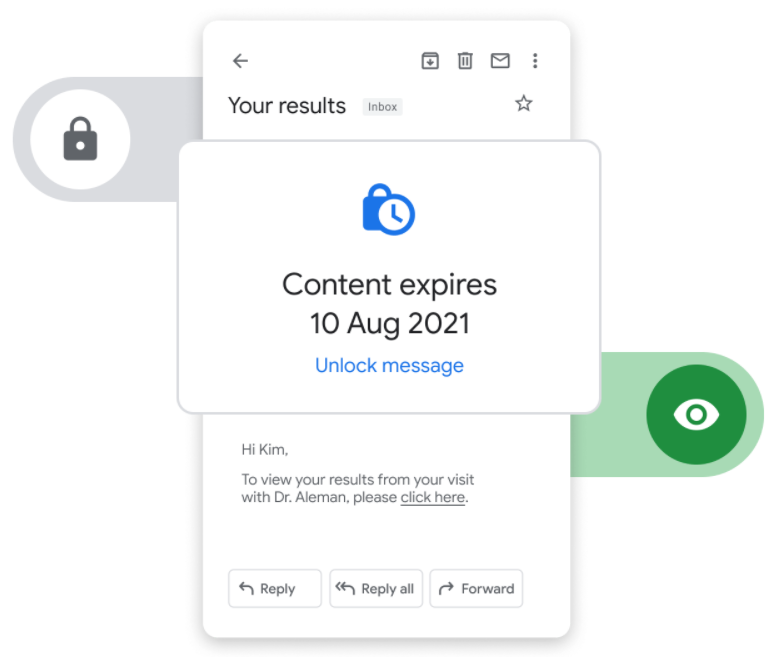 Your results
Inbox
Content expires
10 Aug 2021
Unlock message
Hi Kim,
To view your results from your visit
with Dr. Aleman, please click here.
Reply
Reply all
Forward